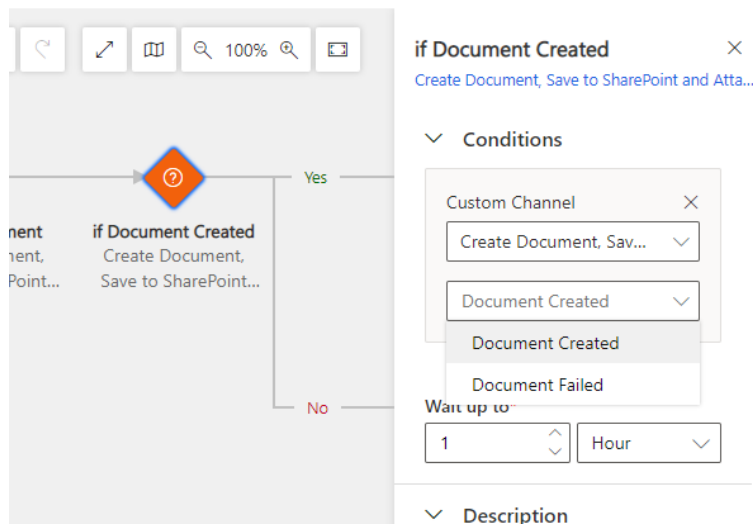 100%
Yes
ment
if Document Created
ment,
Create Document,
Point...
Save to SharePoint...
No
if Document Created
Create Document, Save to SharePoint and Atta...
Conditions
Custom Channel
Create Document, Sav...
Document Created
Document Created
Document Failed
Wait up to*
1
Hour
Description